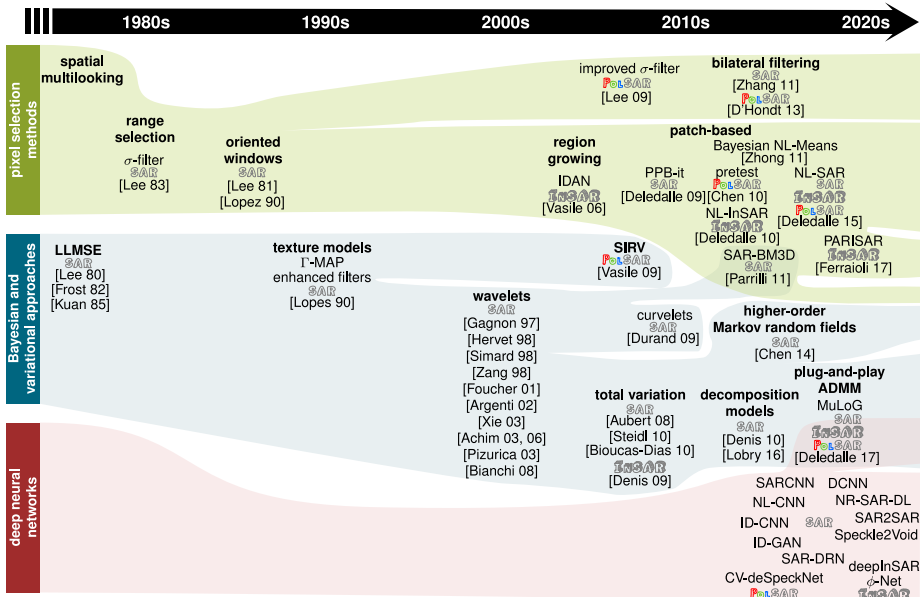 1980s 1990s 2000s 2010s 2020s
pixel selection
methods
spatial
multilooking
range
selection
σ-filter
SAR
[Lee 83]
oriented
windows
SAR
[Lee 81]
[Lopez 90]
improved σ-filter
PolSAR
[Lee 09]
bilateral filtering
SAR
[Zhang 11]
PolSAR
[D'Hondt 13]
region
growing
IDAN
InSAR
[Vasile 06]
patch-based
Bayesian NL-Means
[Zhong 11]
PPB-it
SAR
[Deledalle 09]
pretest
PolSAR
[Chen 10]
NL-InSAR
InSAR
[Deledalle 10]
NL-SAR
SAR
InSAR
PolSAR
[Deledalle 15]
SAR-BM3D
SAR
[Parrilli 11]
PARISAR
InSAR
[Ferraioli 17]
Bayesian and
variational approaches
LLMSE
SAR
[Lee 80]
[Frost 82]
[Kuan 85]
texture models
Γ-MAP
enhanced filters
SAR
[Lopes 90]
wavelets
SAR
[Gagnon 97]
[Hervet 98]
[Simard 98]
[Zang 98]
[Foucher 01]
[Argenti 02]
[Xie 03]
[Achim 03, 06]
[Pizurica 03]
[Bianchi 08]
SIRV
PolSAR
[Vasile 09]
curvelets
SAR
[Durand 09]
higher-order
Markov random fields
SAR
[Chen 14]
total variation
SAR
[Aubert 08]
[Steidl 10]
[Bioucas-Dias 10]
InSAR
[Denis 09]
decomposition
models
SAR
[Denis 10]
[Lobry 16]
plug-and-play
ADMM
MuLoG
SAR
InSAR
PolSAR
[Deledalle 17]
deep neural
networks
SARCNN DCNN
NL-CNN NR-SAR-DL
ID-CNN SAR SAR2SAR
Speckle2Void
ID-GAN
SAR-DRN
deepInSAR
CV-deSpeckNet ϕ-Net
PolSAR InSAR